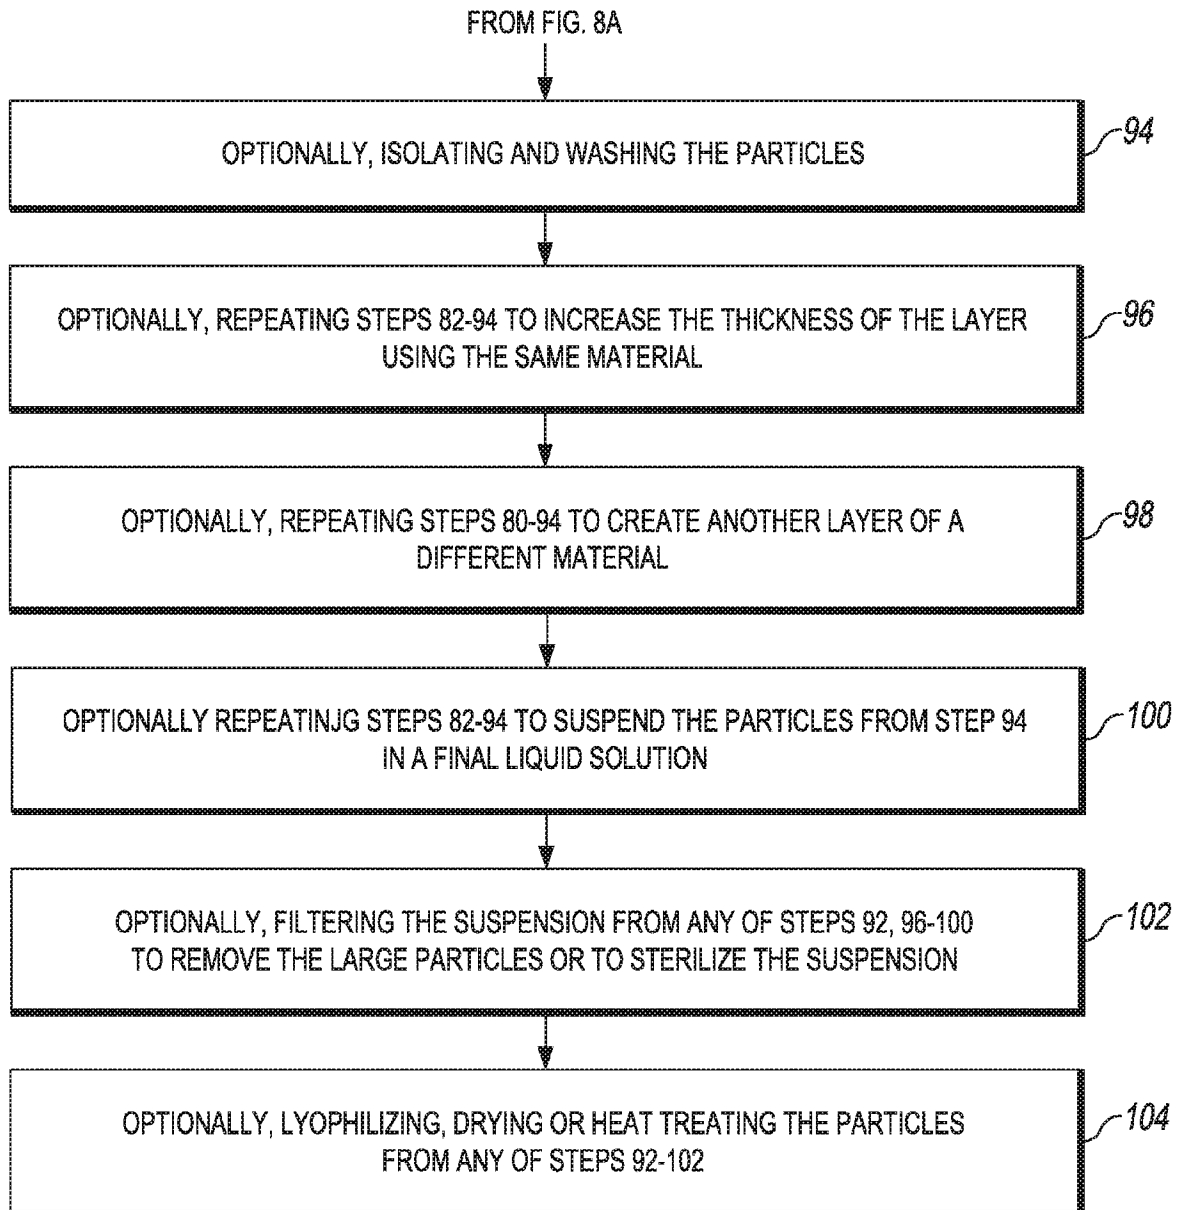 FROM FIG. 8A
OPTIONALLY, ISOLATING AND WASHING THE PARTICLES
94
OPTIONALLY, REPEATING STEPS 82-94 TO INCREASE THE THICKNESS OF THE LAYER
USING THE SAME MATERIAL
96
OPTIONALLY, REPEATING STEPS 80-94 TO CREATE ANOTHER LAYER OF A
DIFFERENT MATERIAL
98
OPTIONALLY REPEATINJG STEPS 82-94 TO SUSPEND THE PARTICLES FROM STEP 94
IN A FINAL LIQUID SOLUTION
100
OPTIONALLY, FILTERING THE SUSPENSION FROM ANY OF STEPS 92, 96-100
TO REMOVE THE LARGE PARTICLES OR TO STERILIZE THE SUSPENSION
102
OPTIONALLY, LYOPHILIZING, DRYING OR HEAT TREATING THE PARTICLES
FROM ANY OF STEPS 92-102
104